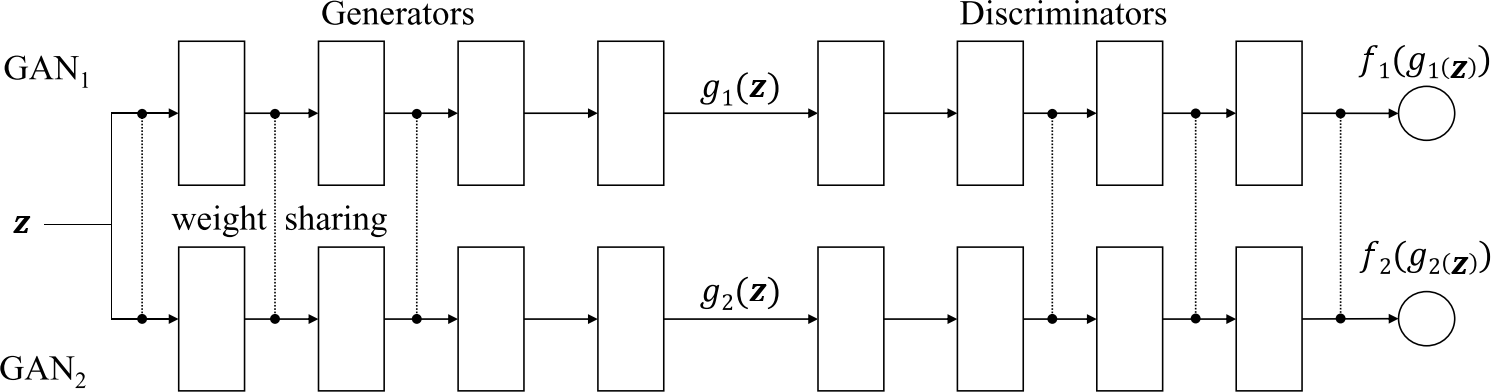 Generators
Discriminators
GAN1
g1(z)
f1(g1(z))
z
weight sharing
g2(z)
f2(g2(z))
GAN2